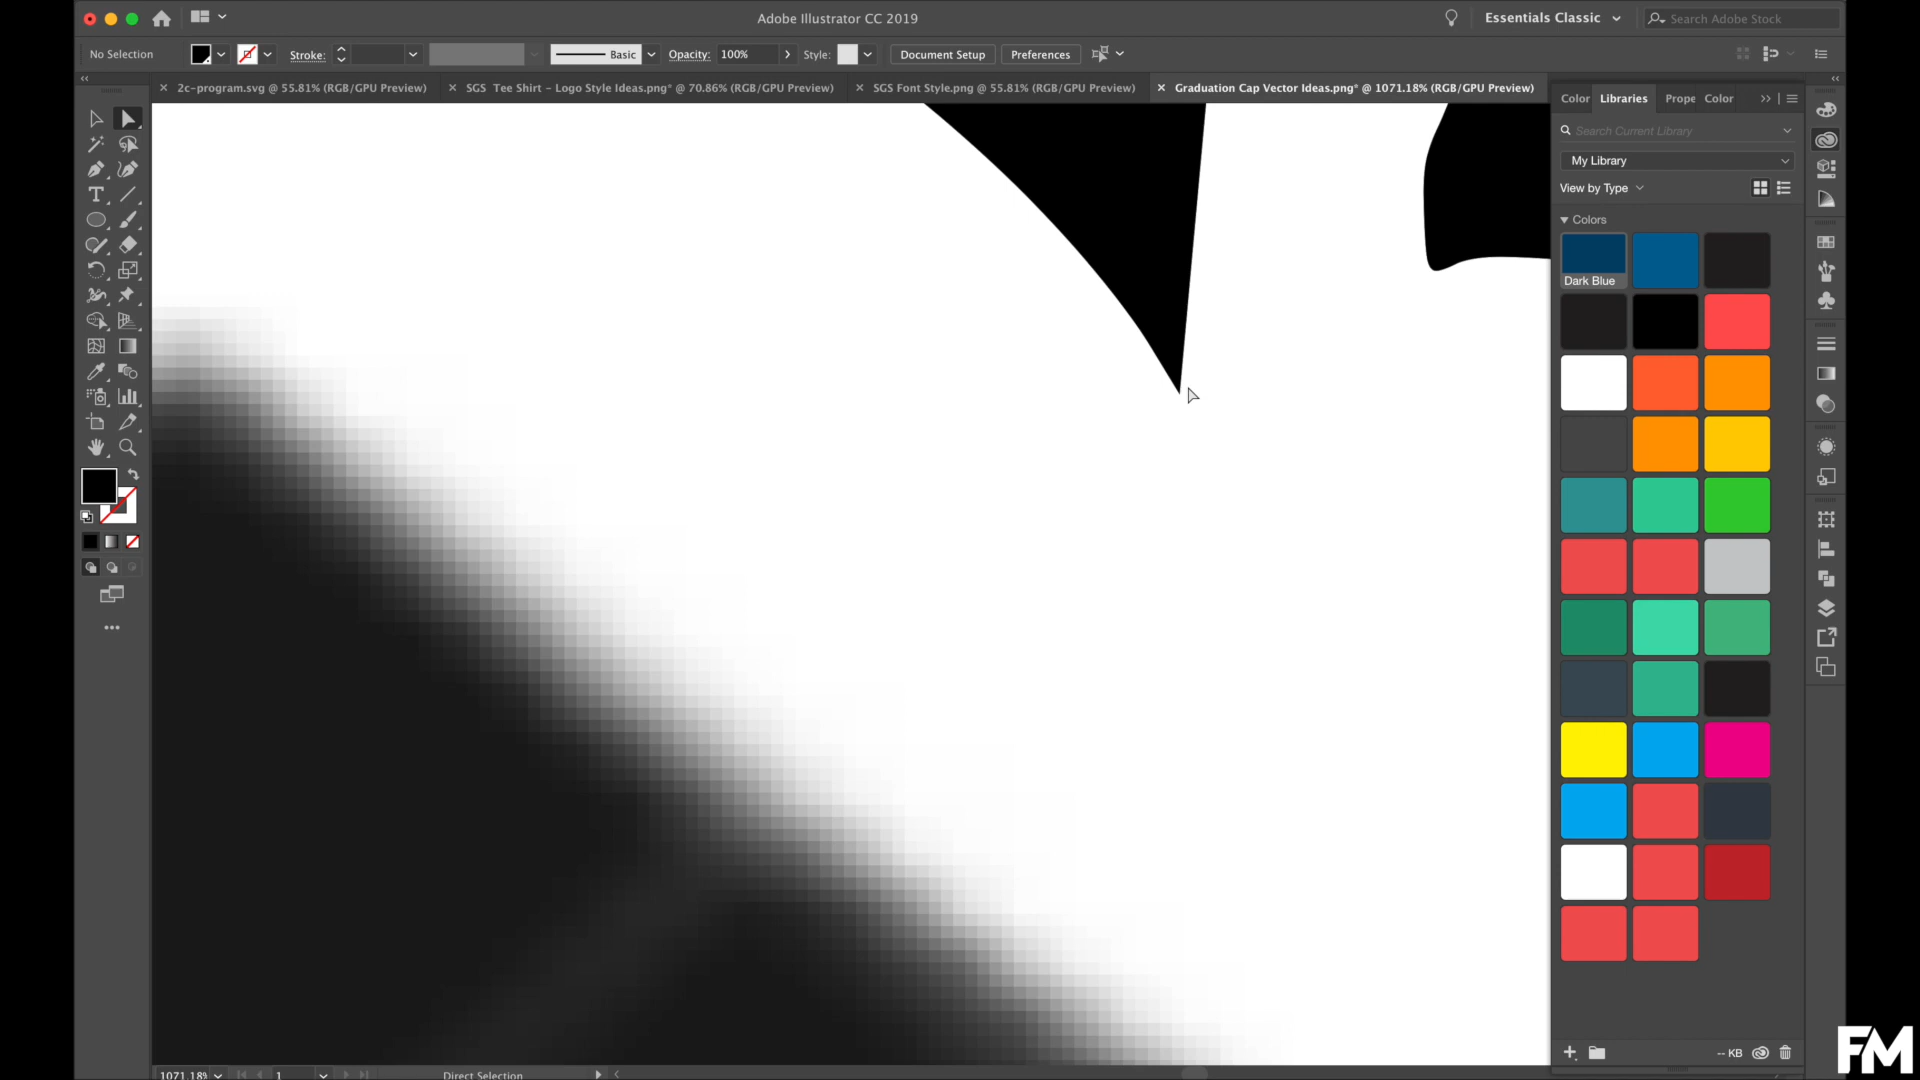 Adobe Illustrator CC 2019
Essentials Classic
Search Adobe Stock
No Selection
Stroke:
Basic
Opacity: 100%
Style:
Document Setup
Preferences
2c-program.svg @ 55.81% (RGB/GPU Preview)
SGS Tee Shirt – Logo Style Ideas.png* @ 70.86% (RGB/GPU Preview)
SGS Font Style.png @ 55.81% (RGB/GPU Preview)
Graduation Cap Vector Ideas.png* @ 1071.18% (RGB/GPU Preview)
Color
Libraries
Prope
Color
Search Current Library
My Library
View by Type
Colors
Dark Blue
-- KB
1071.18%
1
Direct Selection
FM